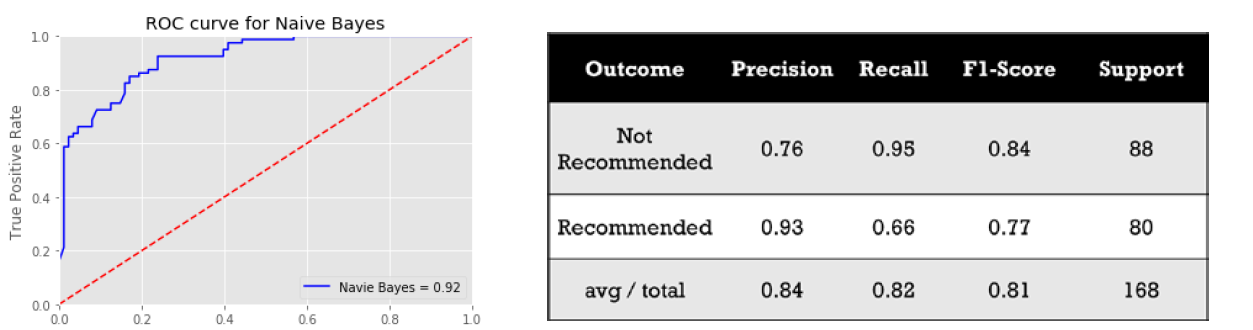 ROC curve for Naive Bayes
1.0
0.8
0.6
0.4
0.2
0.0
True Positive Rate
Navie Bayes = 0.92
0.0 0.2 0.4 0.6 0.8 1.0
Outcome Precision Recall F1-Score Support
Not
Recommended 0.76 0.95 0.84 88
Recommended 0.93 0.66 0.77 80
avg / total 0.84 0.82 0.81 168